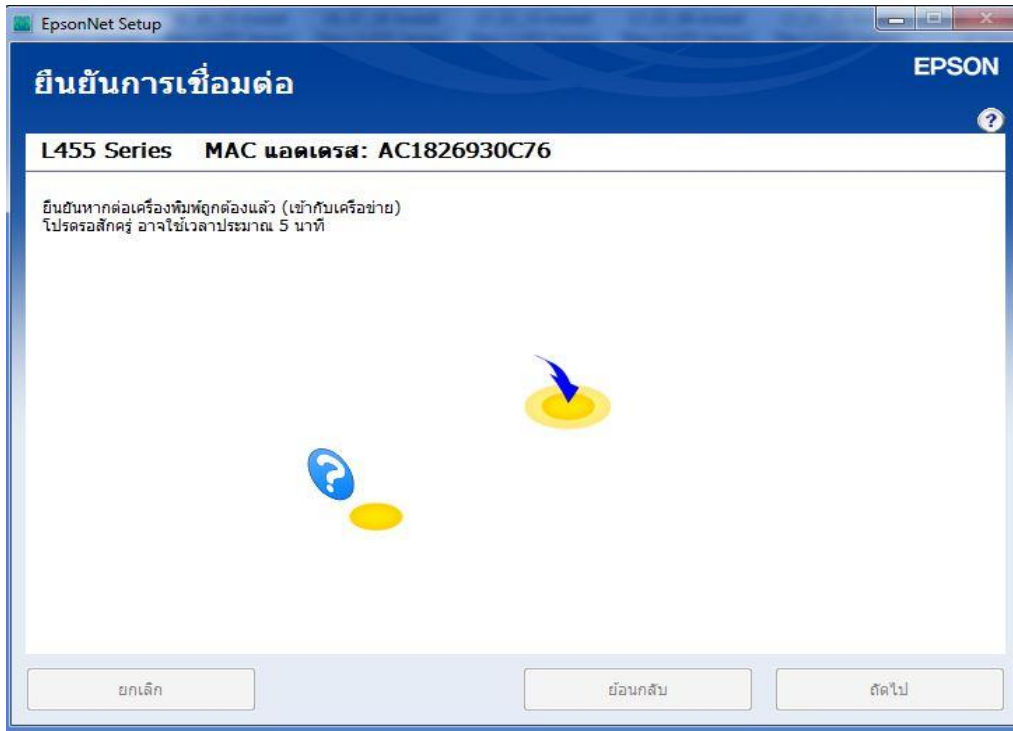 EpsonNet Setup
EPSON
ยืนยันการเชื่อมต่อ
?
L455 Series MAC แอดเดรส: AC1826930C76
ยืนยันหากต่อเครื่องพิมพ์ถูกต้องแล้ว (เข้ากับเครือข่าย)
โปรดรอสักครู่ อาจใช้เวลาประมาณ 5 นาที
?
ยกเลิก
ย้อนกลับ
ถัดไป